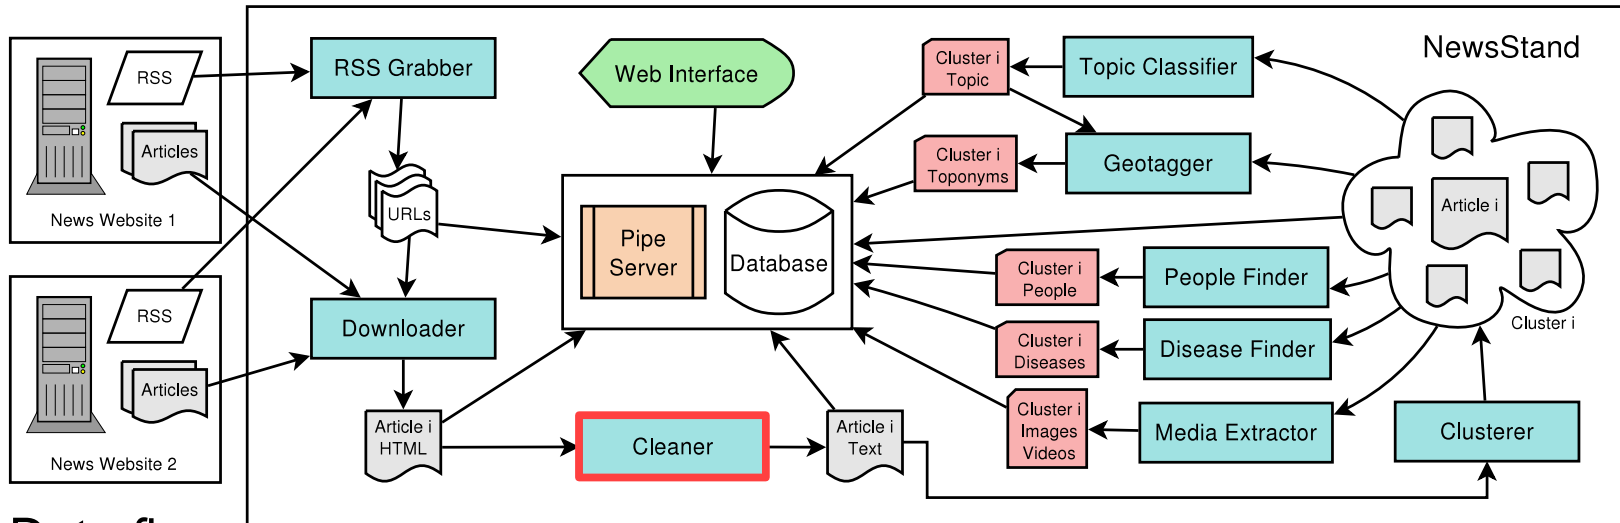 NewsStand
RSS
Articles
News Website 1
RSS
Articles
News Website 2
RSS Grabber
URLs
Downloader
Article i
HTML
Web Interface
Pipe
Server
Database
Cleaner
Article i
Text
Cluster i
Topic
Topic Classifier
Cluster i
Toponyms
Geotagger
Cluster i
People
People Finder
Cluster i
Diseases
Disease Finder
Cluster i
Images
Videos
Media Extractor
Article i
Cluster i
Clusterer